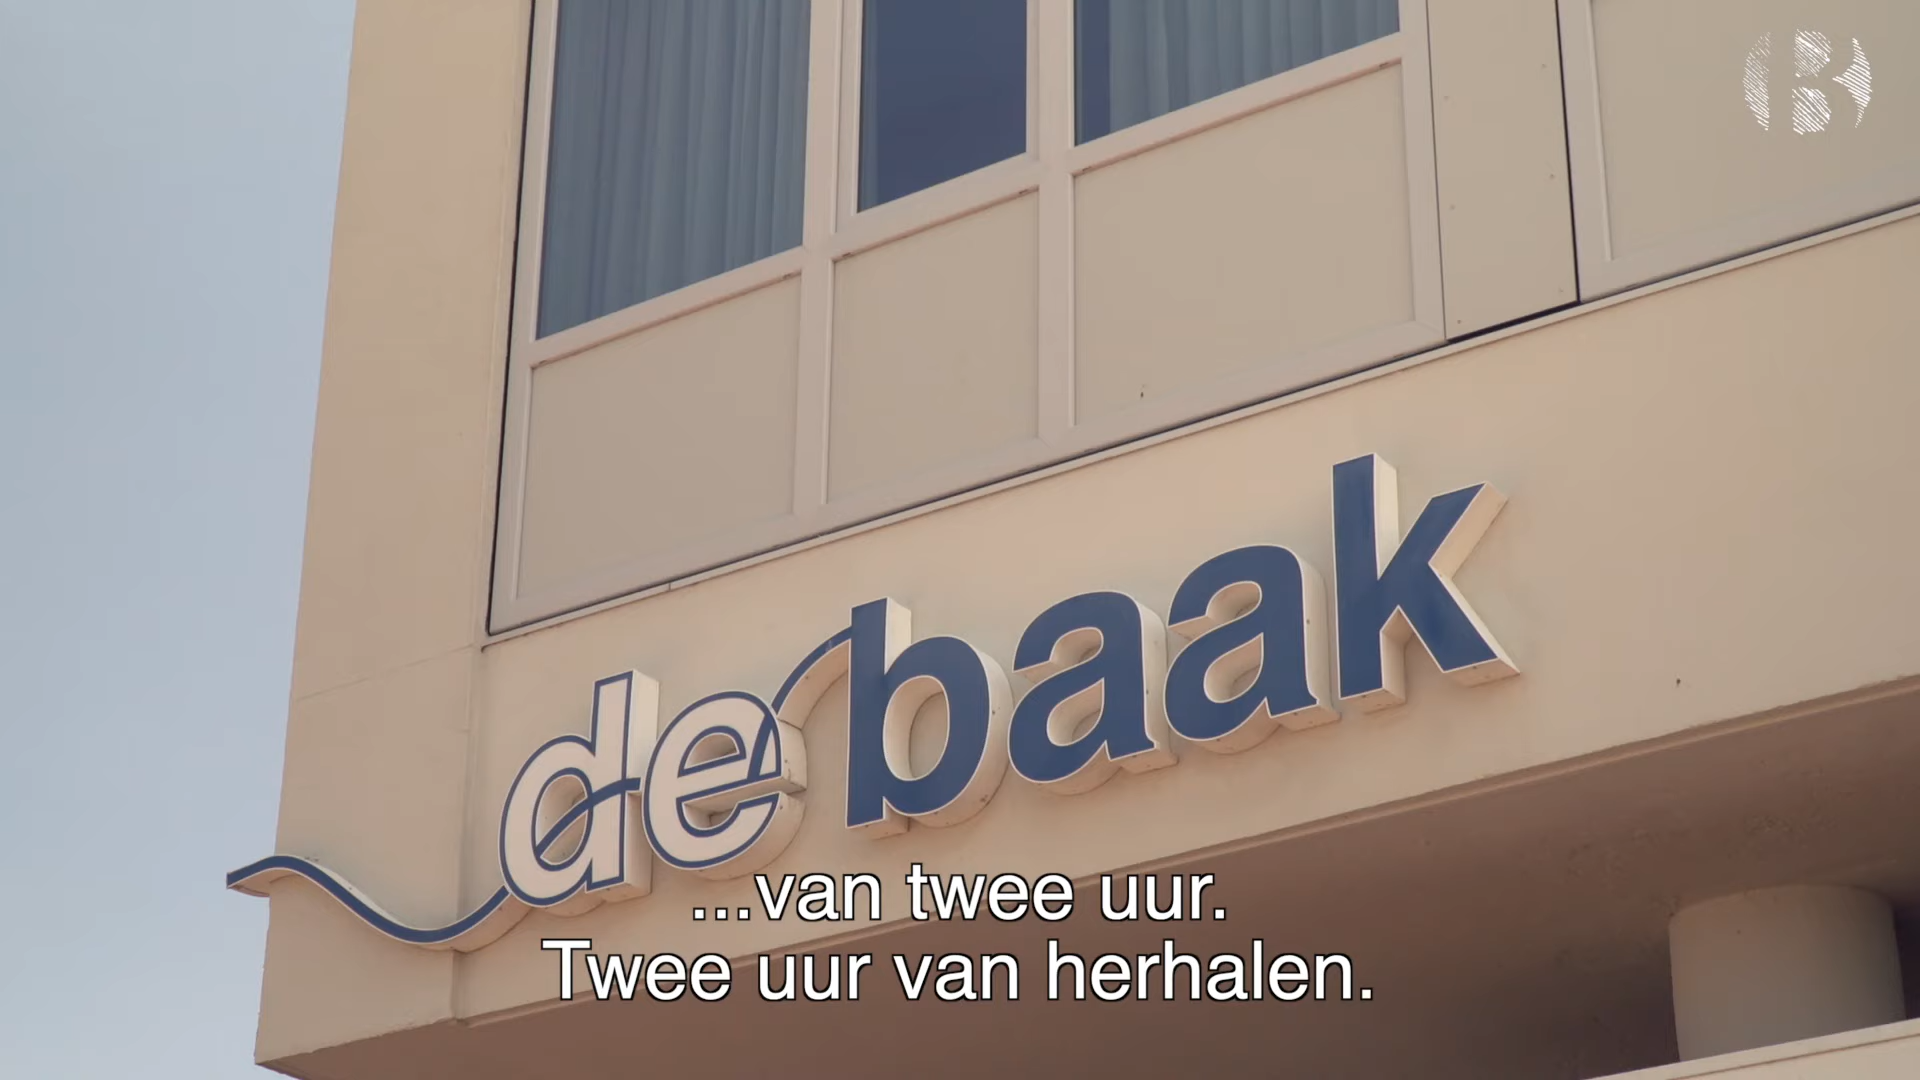 B
de baak
...van twee uur.
Twee uur van herhalen.